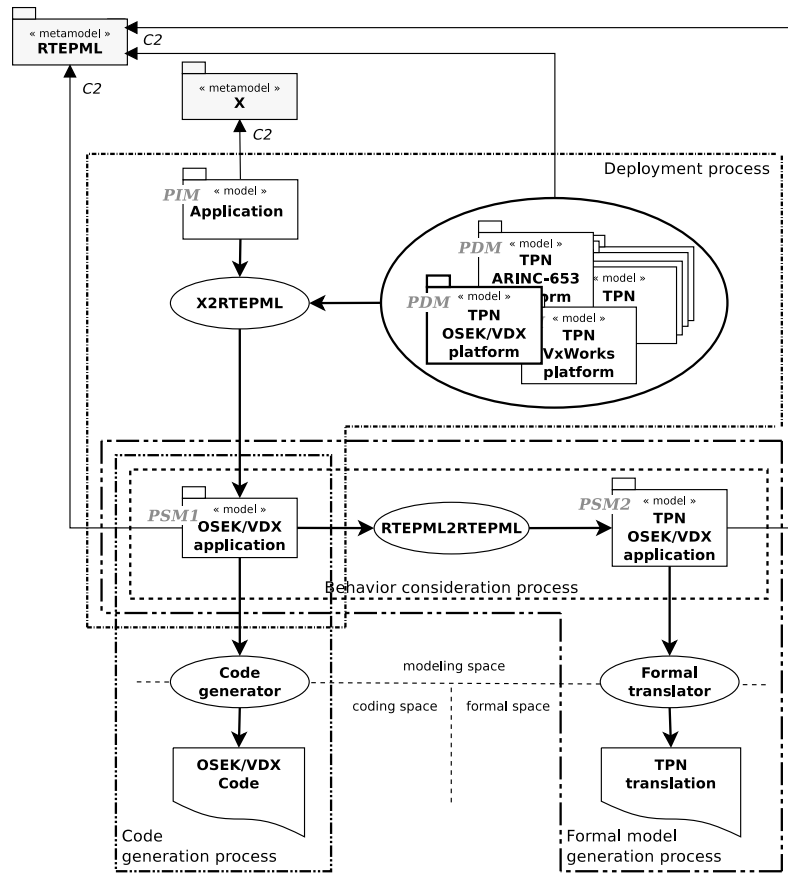 « metamodel »
RTEPML
C2
C2
C2
« metamodel »
X
C2
Deployment process
PIM
« model »
Application
PDM
« model »
TPN
ARINC-653
rm
« model »
TPN
PDM
« model »
TPN
OSEK/VDX
platform
TPN
VxWorks
platform
X2RTEPML
PSM1
« model »
OSEK/VDX
application
RTEPML2RTEPML
PSM2
« model »
TPN
OSEK/VDX
application
Behavior consideration process
Code
generator
modeling space
Formal
translator
coding space
formal space
OSEK/VDX
Code
TPN
translation
Code
generation process
Formal model
generation process